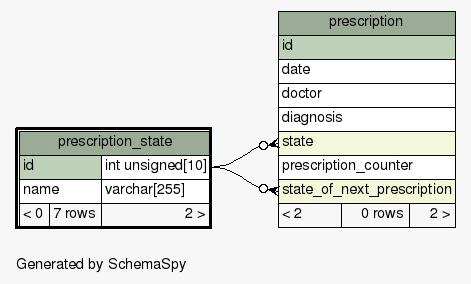 prescription
id
date
doctor
diagnosis
state
prescription_counter
state_of_next_prescription
< 2 0 rows 2 >
prescription_state
id int unsigned[10]
name varchar[255]
< 0 7 rows 2 >
Generated by SchemaSpy